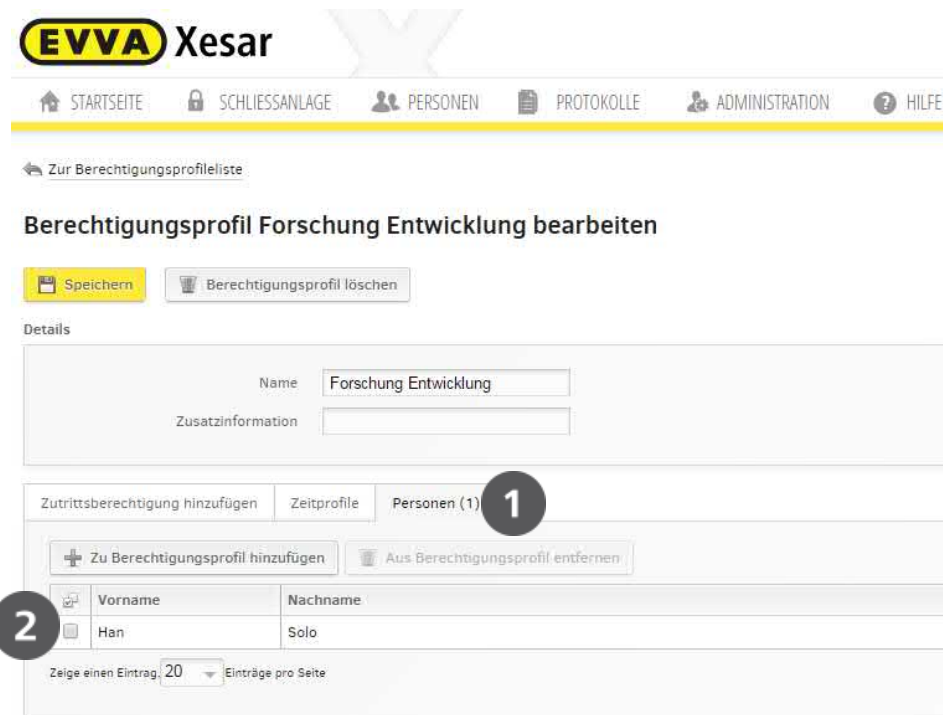 EVVA Xesar
STARTSEITE SCHLIESSANLAGE PERSONEN PROTOKOLLE ADMINISTRATION HILFE
Zur Berechtigungsprofileliste
Berechtigungsprofil Forschung Entwicklung bearbeiten
Speichern Berechtigungsprofil löschen
Details
Name Forschung Entwicklung
Zusatzinformation
Zutrittsberechtigung hinzufügen Zeitprofile Personen (1) 1
Zu Berechtigungsprofil hinzufügen Aus Berechtigungsprofil entfernen
Vorname Nachname
2 Han Solo
Zeige einen Eintrag. 20 Einträge pro Seite